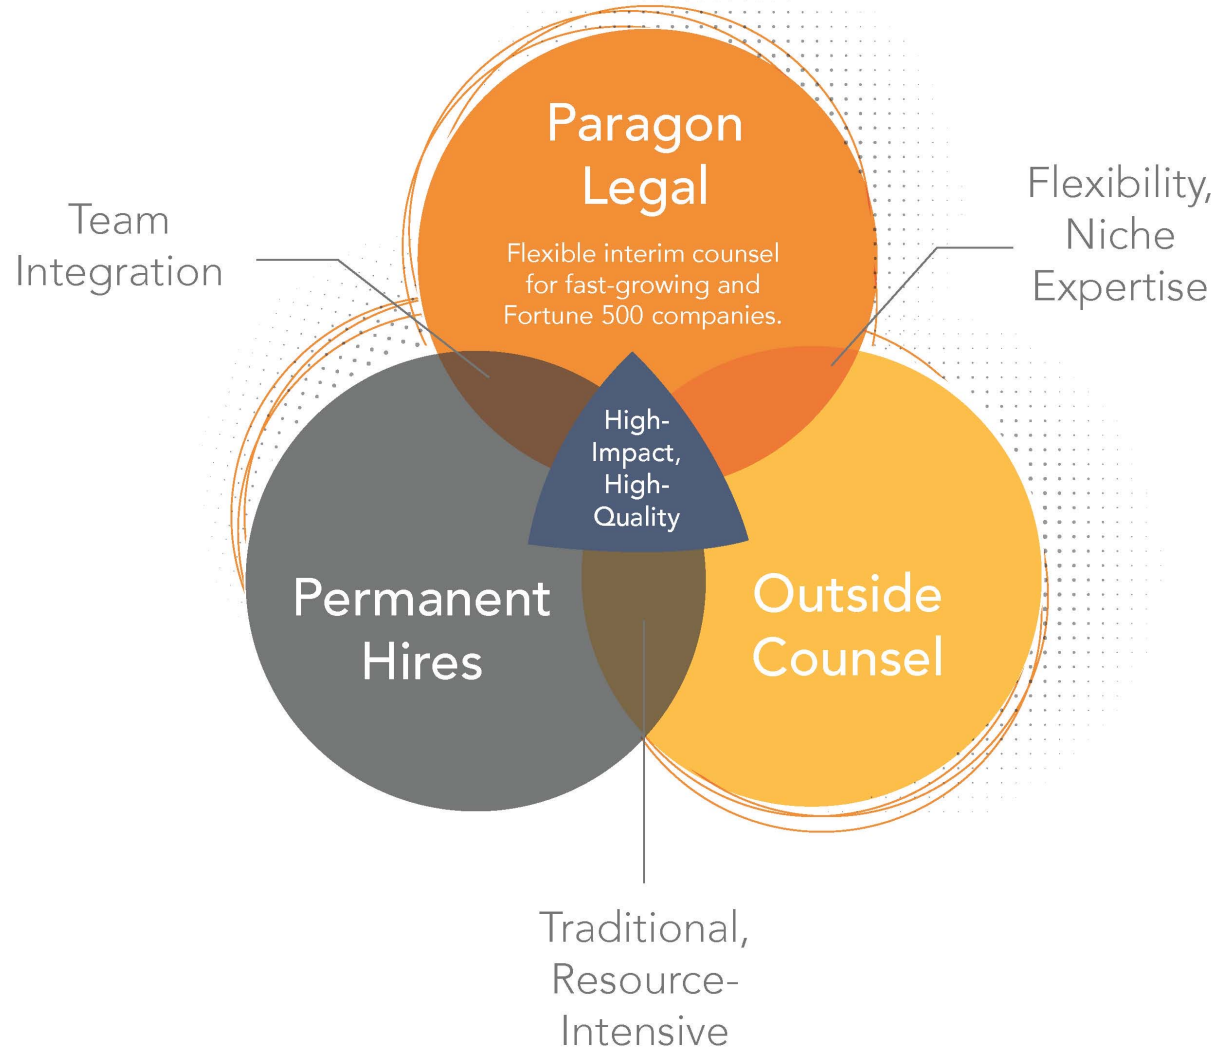 Paragon
Legal
Flexible interim counsel
for fast-growing and
Fortune 500 companies.
Team
Integration
Flexibility,
Niche
Expertise
High-
Impact,
High-
Quality
Permanent
Hires
Outside
Counsel
Traditional,
Resource-
Intensive